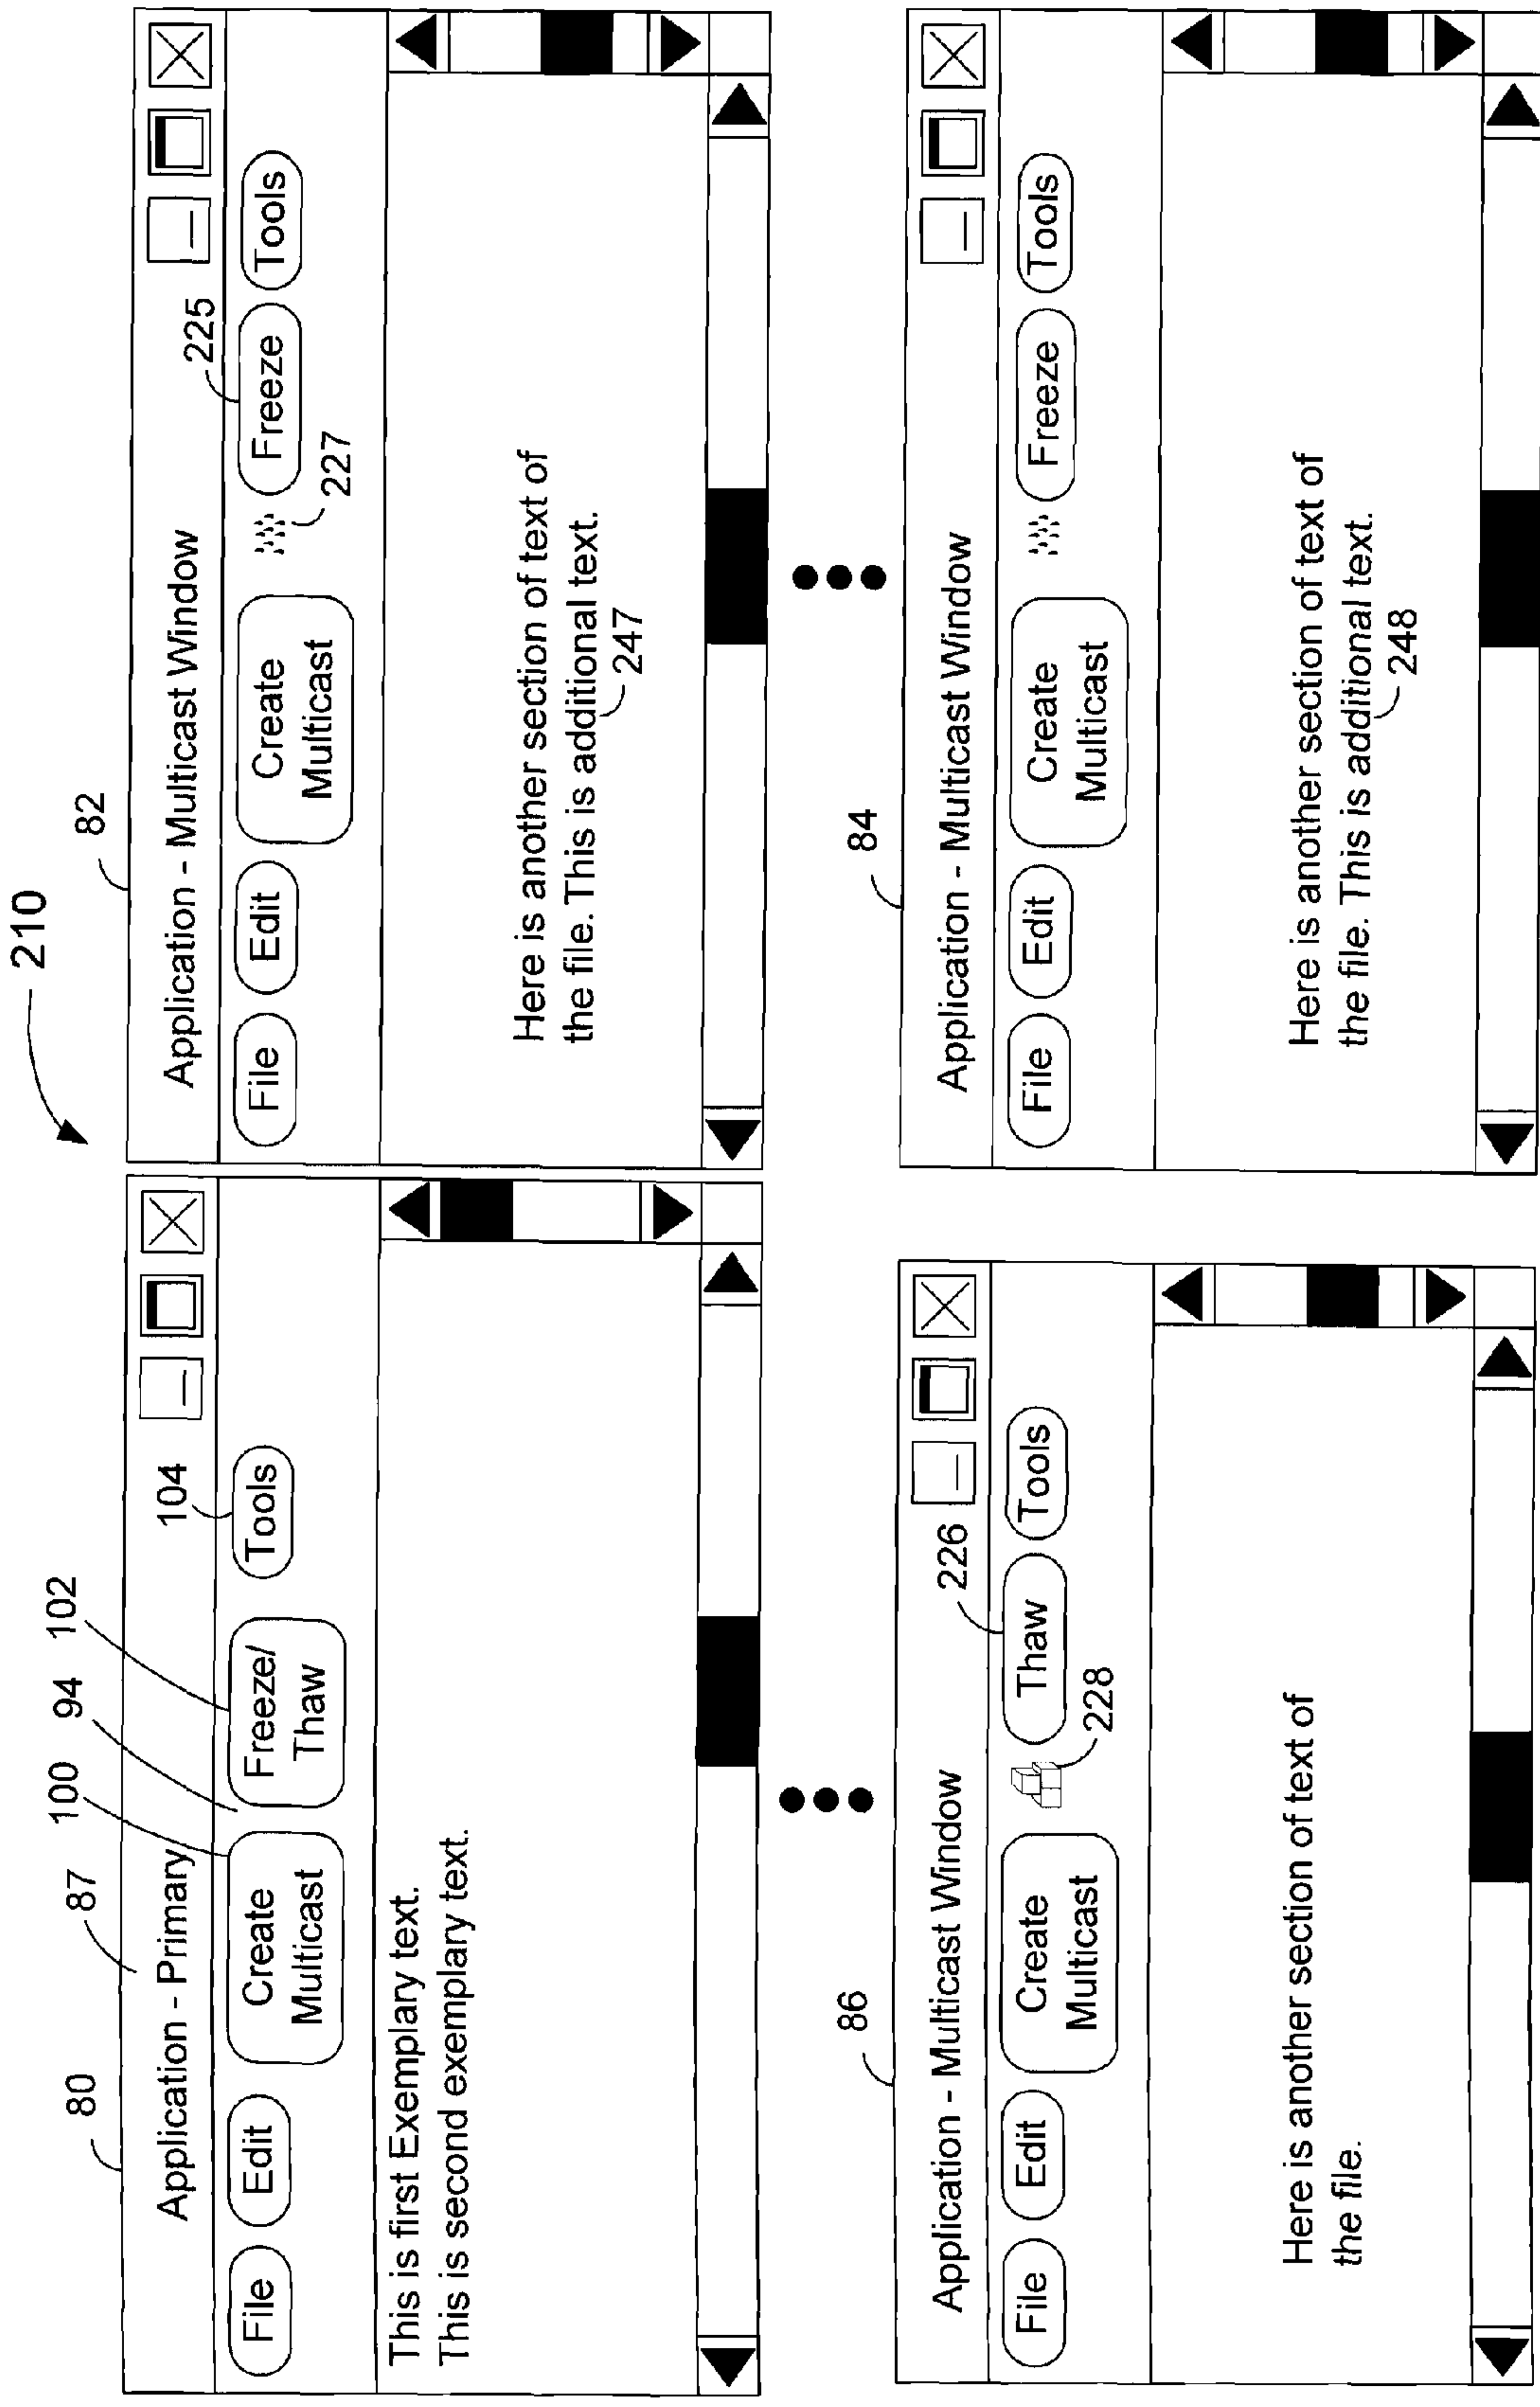 210
80
87
100
94
102
104
Application - Primary
File
Edit
Create
Multicast
Freeze/
Thaw
Tools
This is first Exemplary text.
This is second exemplary text.
82
Application - Multicast Window
225
File
Edit
Create
Multicast
Freeze
Tools
227
Here is another section of text of
the file. This is additional text.
247
86
Application - Multicast Window
226
File
Edit
Create
Multicast
Thaw
Tools
228
Here is another section of text of
the file.
84
Application - Multicast Window
File
Edit
Create
Multicast
Freeze
Tools
Here is another section of text of
the file. This is additional text.
248